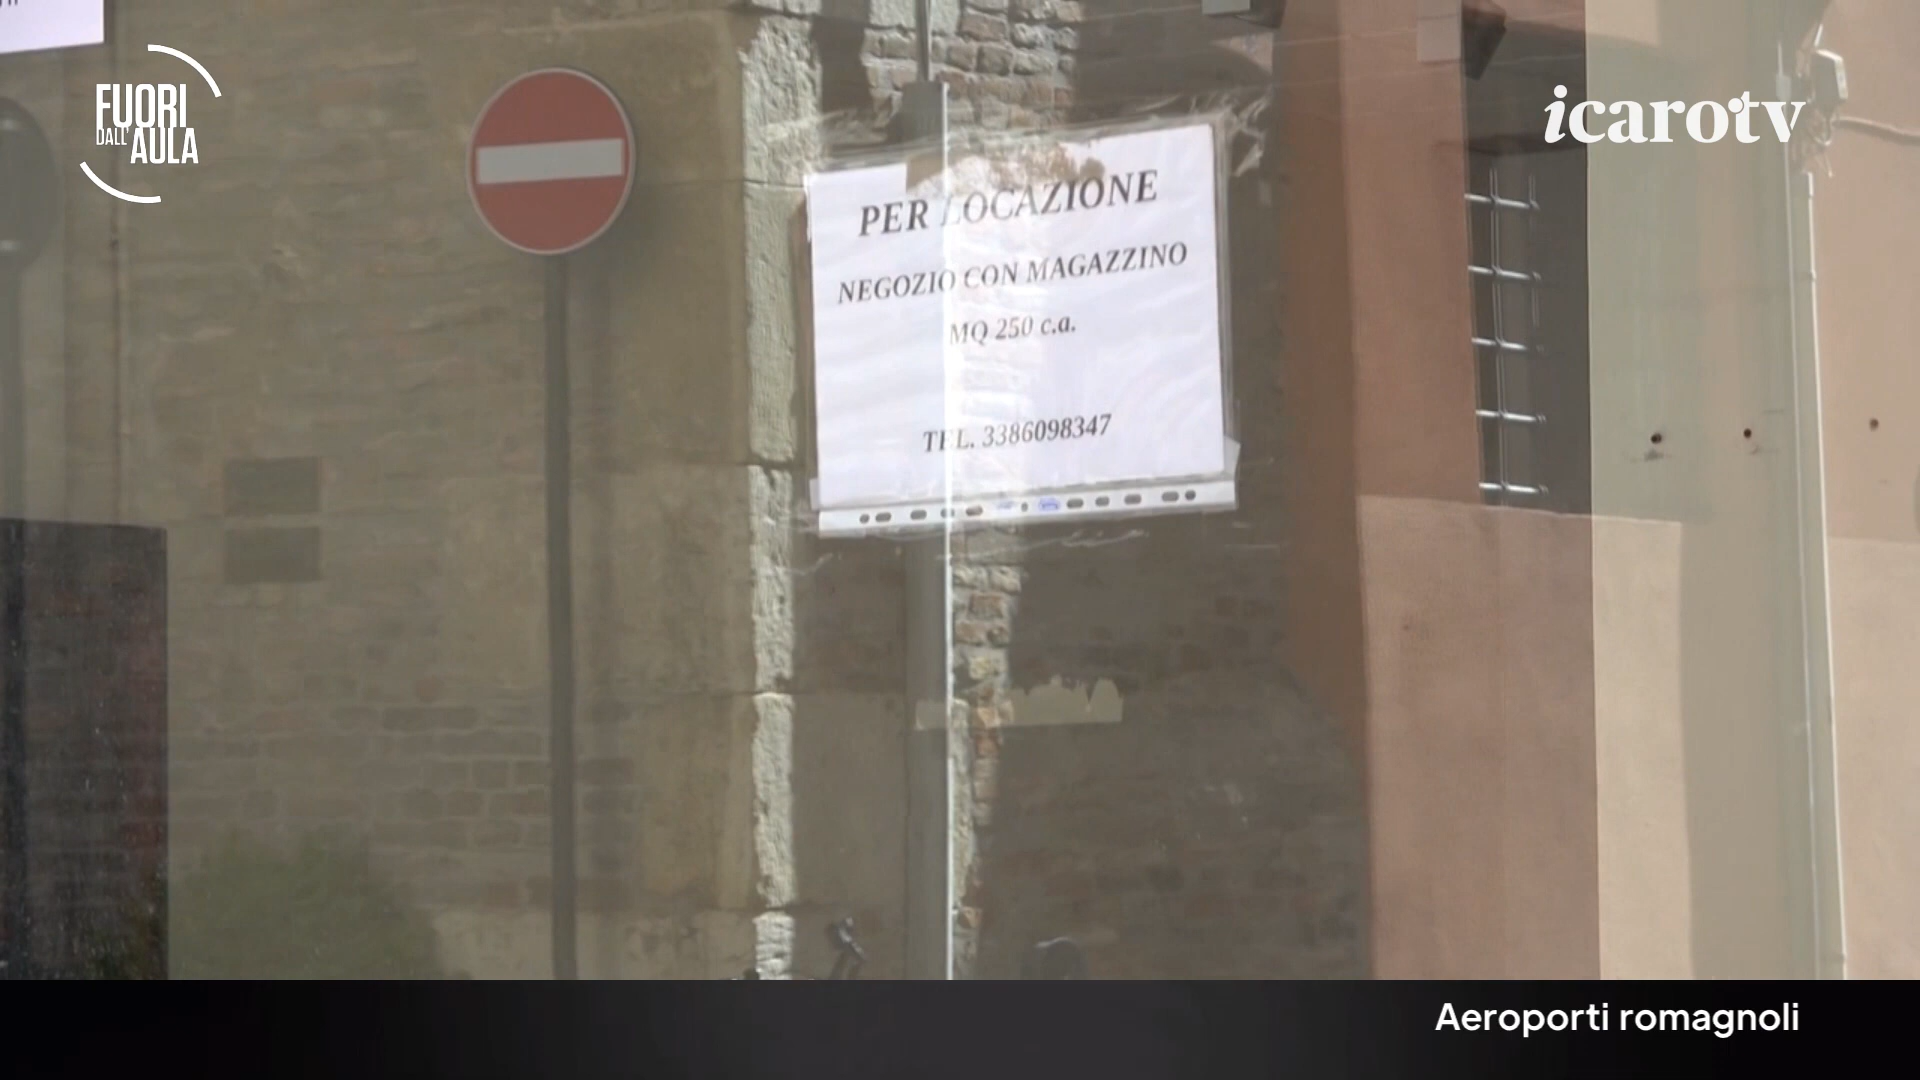 FUORI
DALL'
AULA
icarotv
PER LOCAZIONE
NEGOZIO CON MAGAZZINO
MQ 250 c.a.
TEL. 3386098347
Aeroporti romagnoli